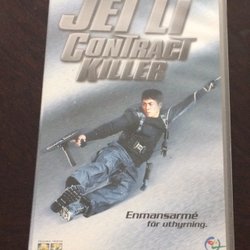 JET LI
CONTRACT
KILLER
Enmansarmé
för uthyrning.